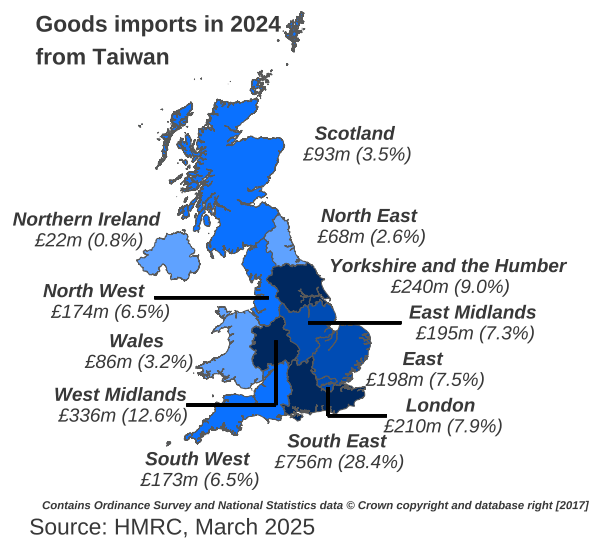 Goods imports in 2024
from Taiwan
Scotland
£93m (3.5%)
Northern Ireland
£22m (0.8%)
North East
£68m (2.6%)
Yorkshire and the Humber
£240m (9.0%)
North West
£174m (6.5%)
East Midlands
£195m (7.3%)
Wales
£86m (3.2%)
East
£198m (7.5%)
West Midlands
£336m (12.6%)
London
£210m (7.9%)
South East
£756m (28.4%)
South West
£173m (6.5%)
Contains Ordinance Survey and National Statistics data © Crown copyright and database right [2017]
Source: HMRC, March 2025